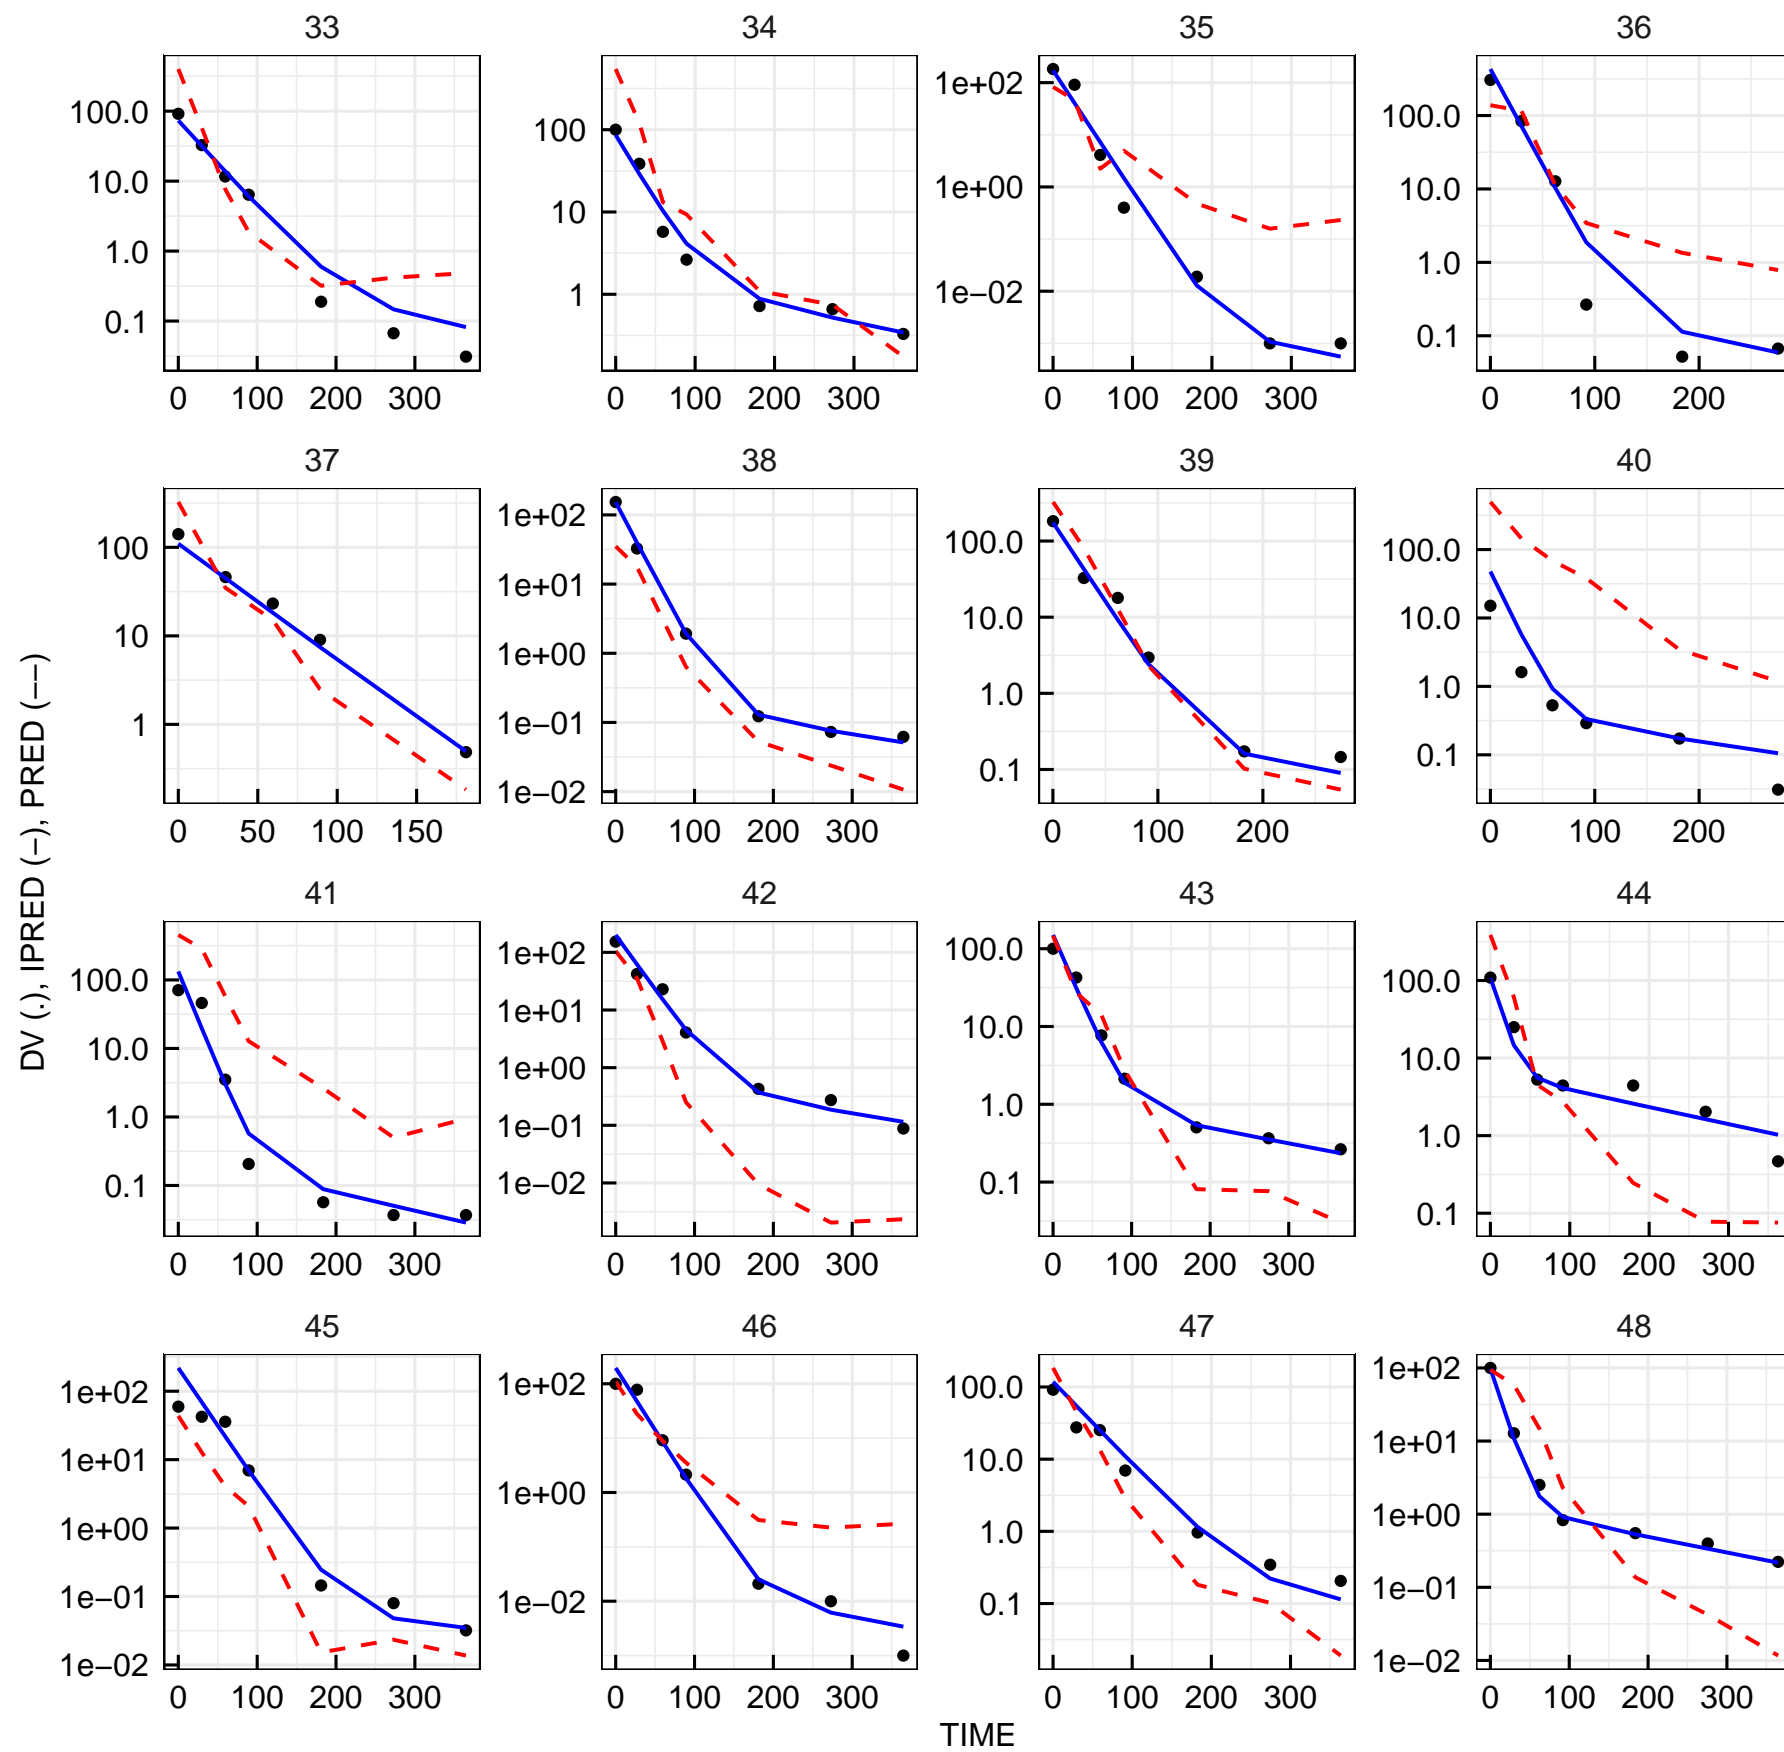 33 34 35 36
100.0 10.0 1.0 0.1
100 10 1
1e+02 1e+00 1e−02
100.0 10.0 1.0 0.1
0 100 200 300 0 100 200 300 0 100 200 300 0 100 200
37 38 39 40
100 10 1
1e+02 1e+01 1e+00 1e−01 1e−02
100.0 10.0 1.0 0.1
100.0 10.0 1.0 0.1
0 50 100 150 0 100 200 300 0 100 200 0 100 200
DV (.), IPRED (−), PRED (−−)
41 42 43 44
100.0 10.0 1.0 0.1
1e+02 1e+01 1e+00 1e−01 1e−02
100.0 10.0 1.0 0.1
100.0 10.0 1.0 0.1
0 100 200 300 0 100 200 300 0 100 200 300 0 100 200 300
45 46 47 48
1e+02 1e+01 1e+00 1e−01 1e−02
1e+02 1e+00 1e−02
100.0 10.0 1.0 0.1
1e+02 1e+01 1e+00 1e−01 1e−02
0 100 200 300 0 100 200 300 0 100 200 300 0 100 200 300
TIME